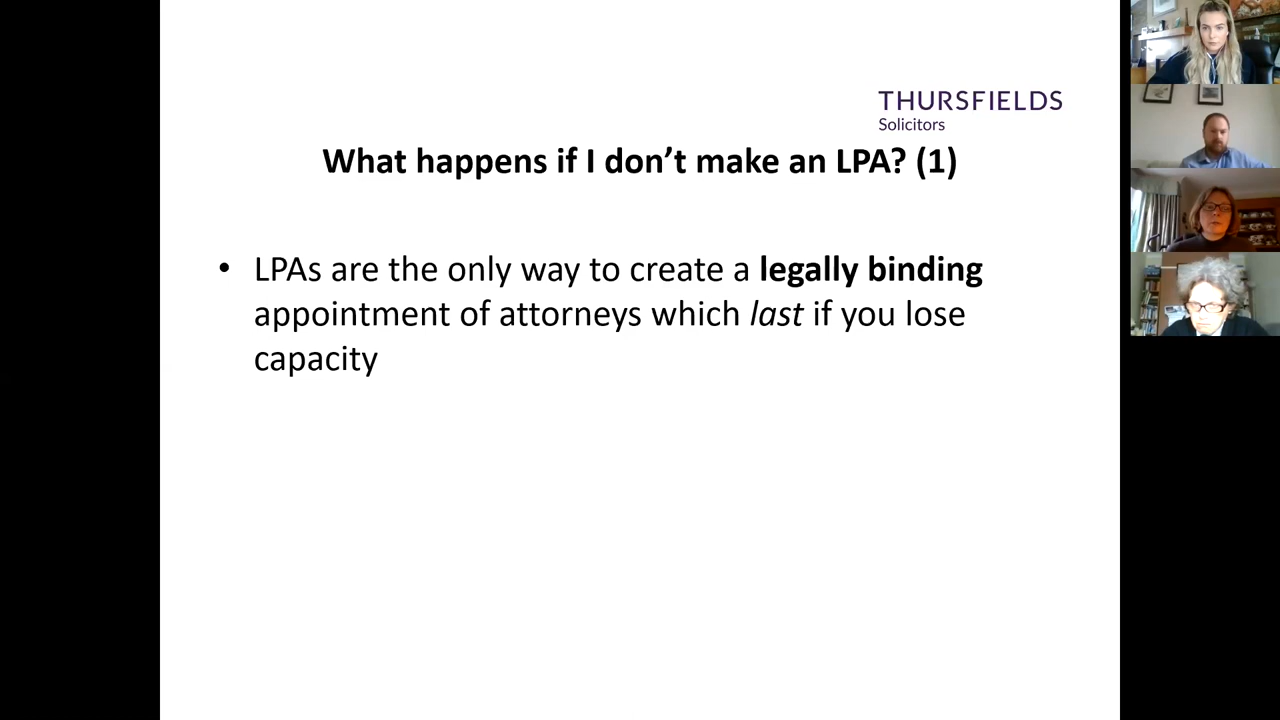 THURSFIELDS
Solicitors
What happens if I don’t make an LPA? (1)
• LPAs are the only way to create a legally binding
appointment of attorneys which last if you lose
capacity